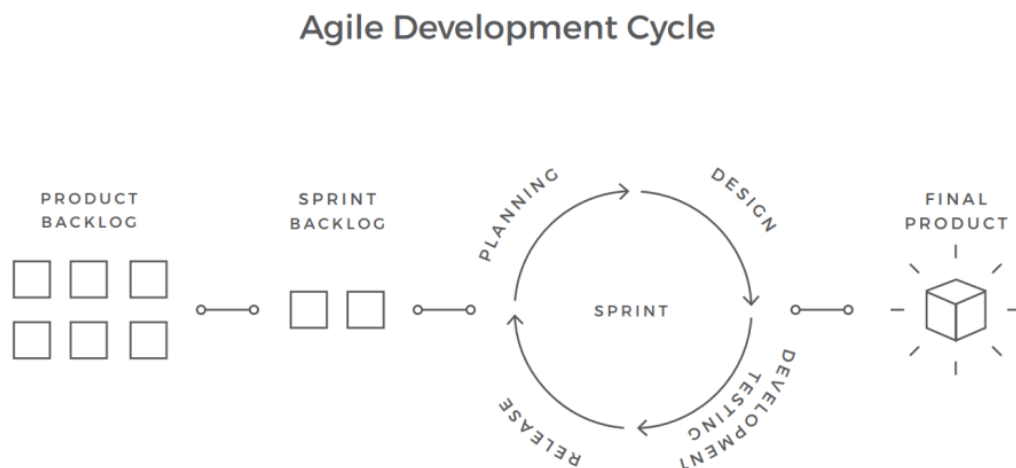 Agile Development Cycle
PRODUCT
BACKLOG
SPRINT
BACKLOG
PLANNING
DESIGN
SPRINT
DEVELOPMENT
TESTING
RELEASE
FINAL
PRODUCT